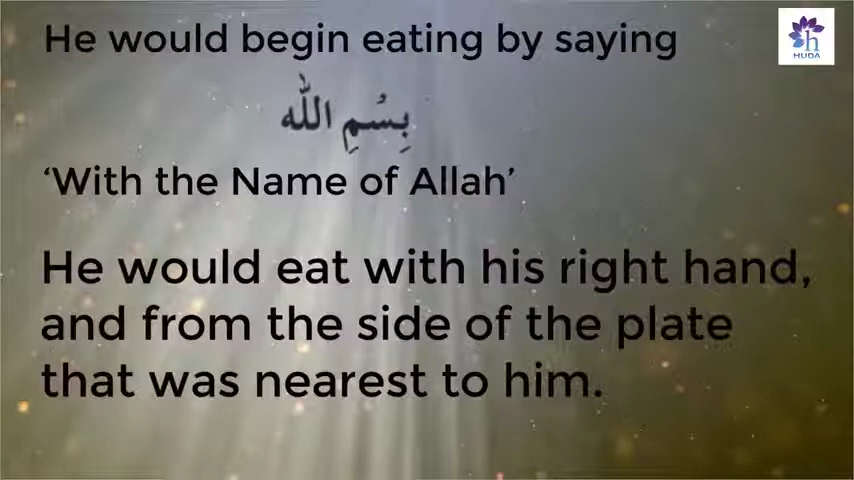 He would begin eating by saying
بِسْمِ اللّٰه
‘With the Name of Allah’
He would eat with his right hand,
and from the side of the plate
that was nearest to him.
h
HUDA